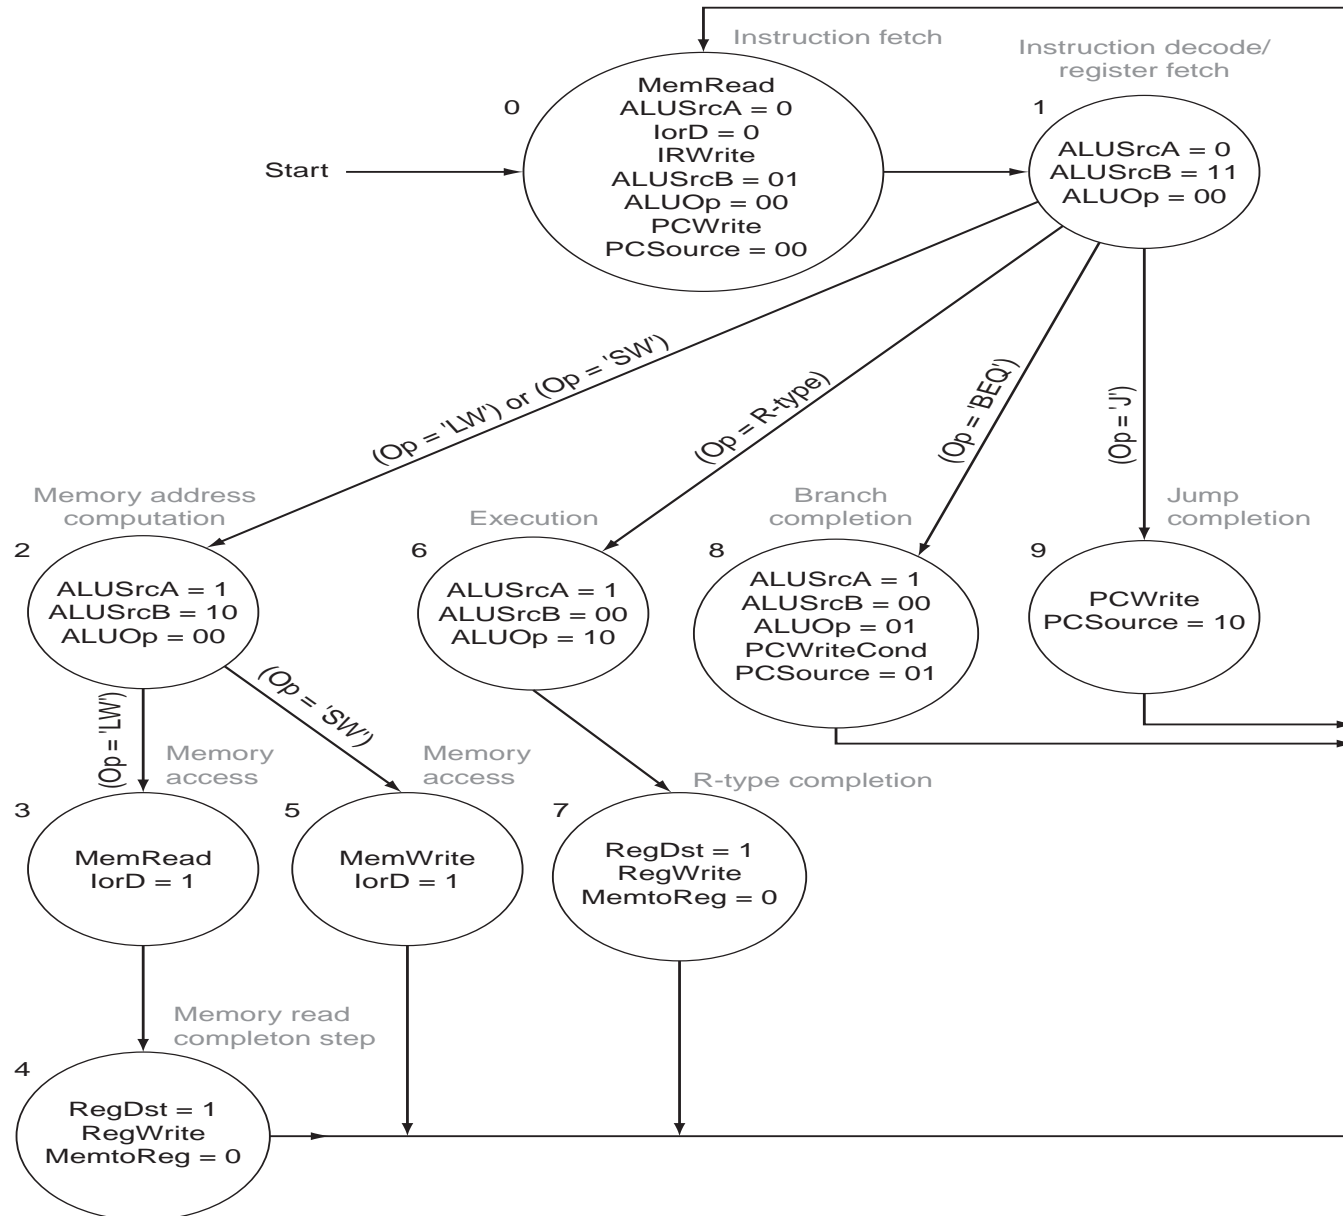 Instruction fetch
Instruction decode/
register fetch
0
MemRead
ALUSrcA = 0
IorD = 0
IRWrite
ALUSrcB = 01
ALUOp = 00
PCWrite
PCSource = 00
1
ALUSrcA = 0
ALUSrcB = 11
ALUOp = 00
Start
(Op = 'LW') or (Op = 'SW')
(Op = R-type)
(Op = 'BEQ')
(Op = 'J')
Memory address
computation
2
ALUSrcA = 1
ALUSrcB = 10
ALUOp = 00
Execution
6
ALUSrcA = 1
ALUSrcB = 00
ALUOp = 10
Branch
completion
8
ALUSrcA = 1
ALUSrcB = 00
ALUOp = 01
PCWriteCond
PCSource = 01
Jump
completion
9
PCWrite
PCSource = 10
(Op = 'LW')
(Op = 'SW')
Memory
access
3
MemRead
IorD = 1
Memory
access
5
MemWrite
IorD = 1
R-type completion
7
RegDst = 1
RegWrite
MemtoReg = 0
Memory read
completon step
4
RegDst = 1
RegWrite
MemtoReg = 0